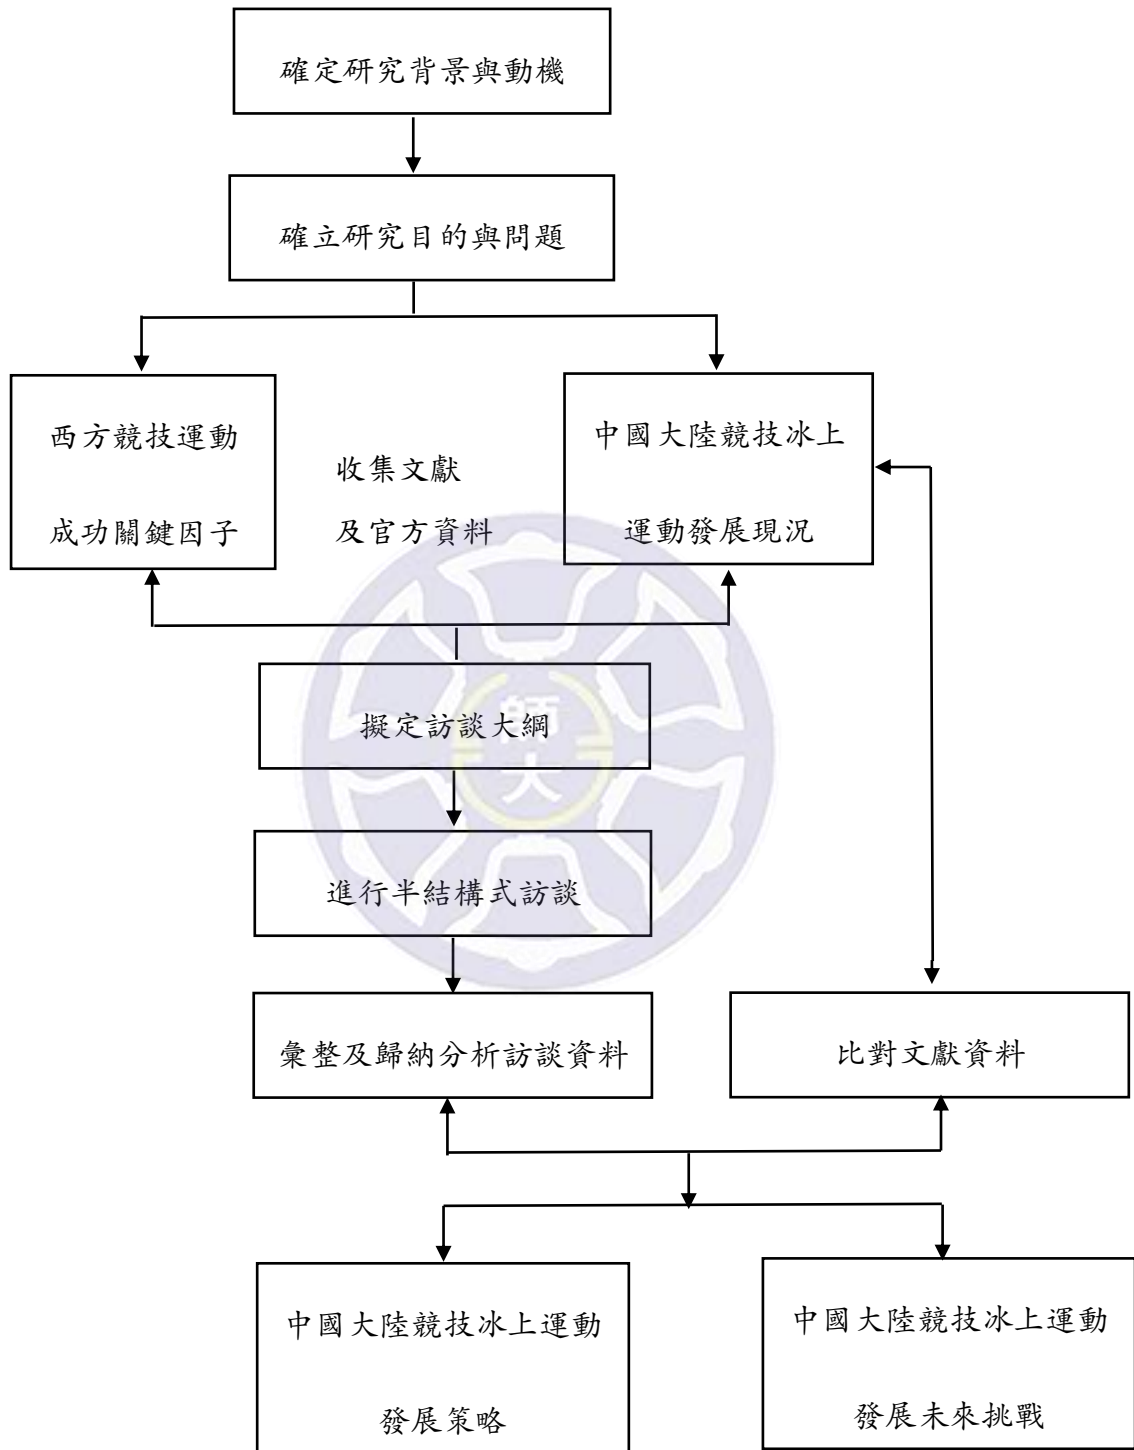 確定研究背景與動機
確立研究目的與問題
西方競技運動
成功關鍵因子
收集文獻
及官方資料
中國大陸競技冰上
運動發展現況
擬定訪談大綱
師
大
進行半結構式訪談
彙整及歸納分析訪談資料
比對文獻資料
中國大陸競技冰上運動
發展策略
中國大陸競技冰上運動
發展未來挑戰